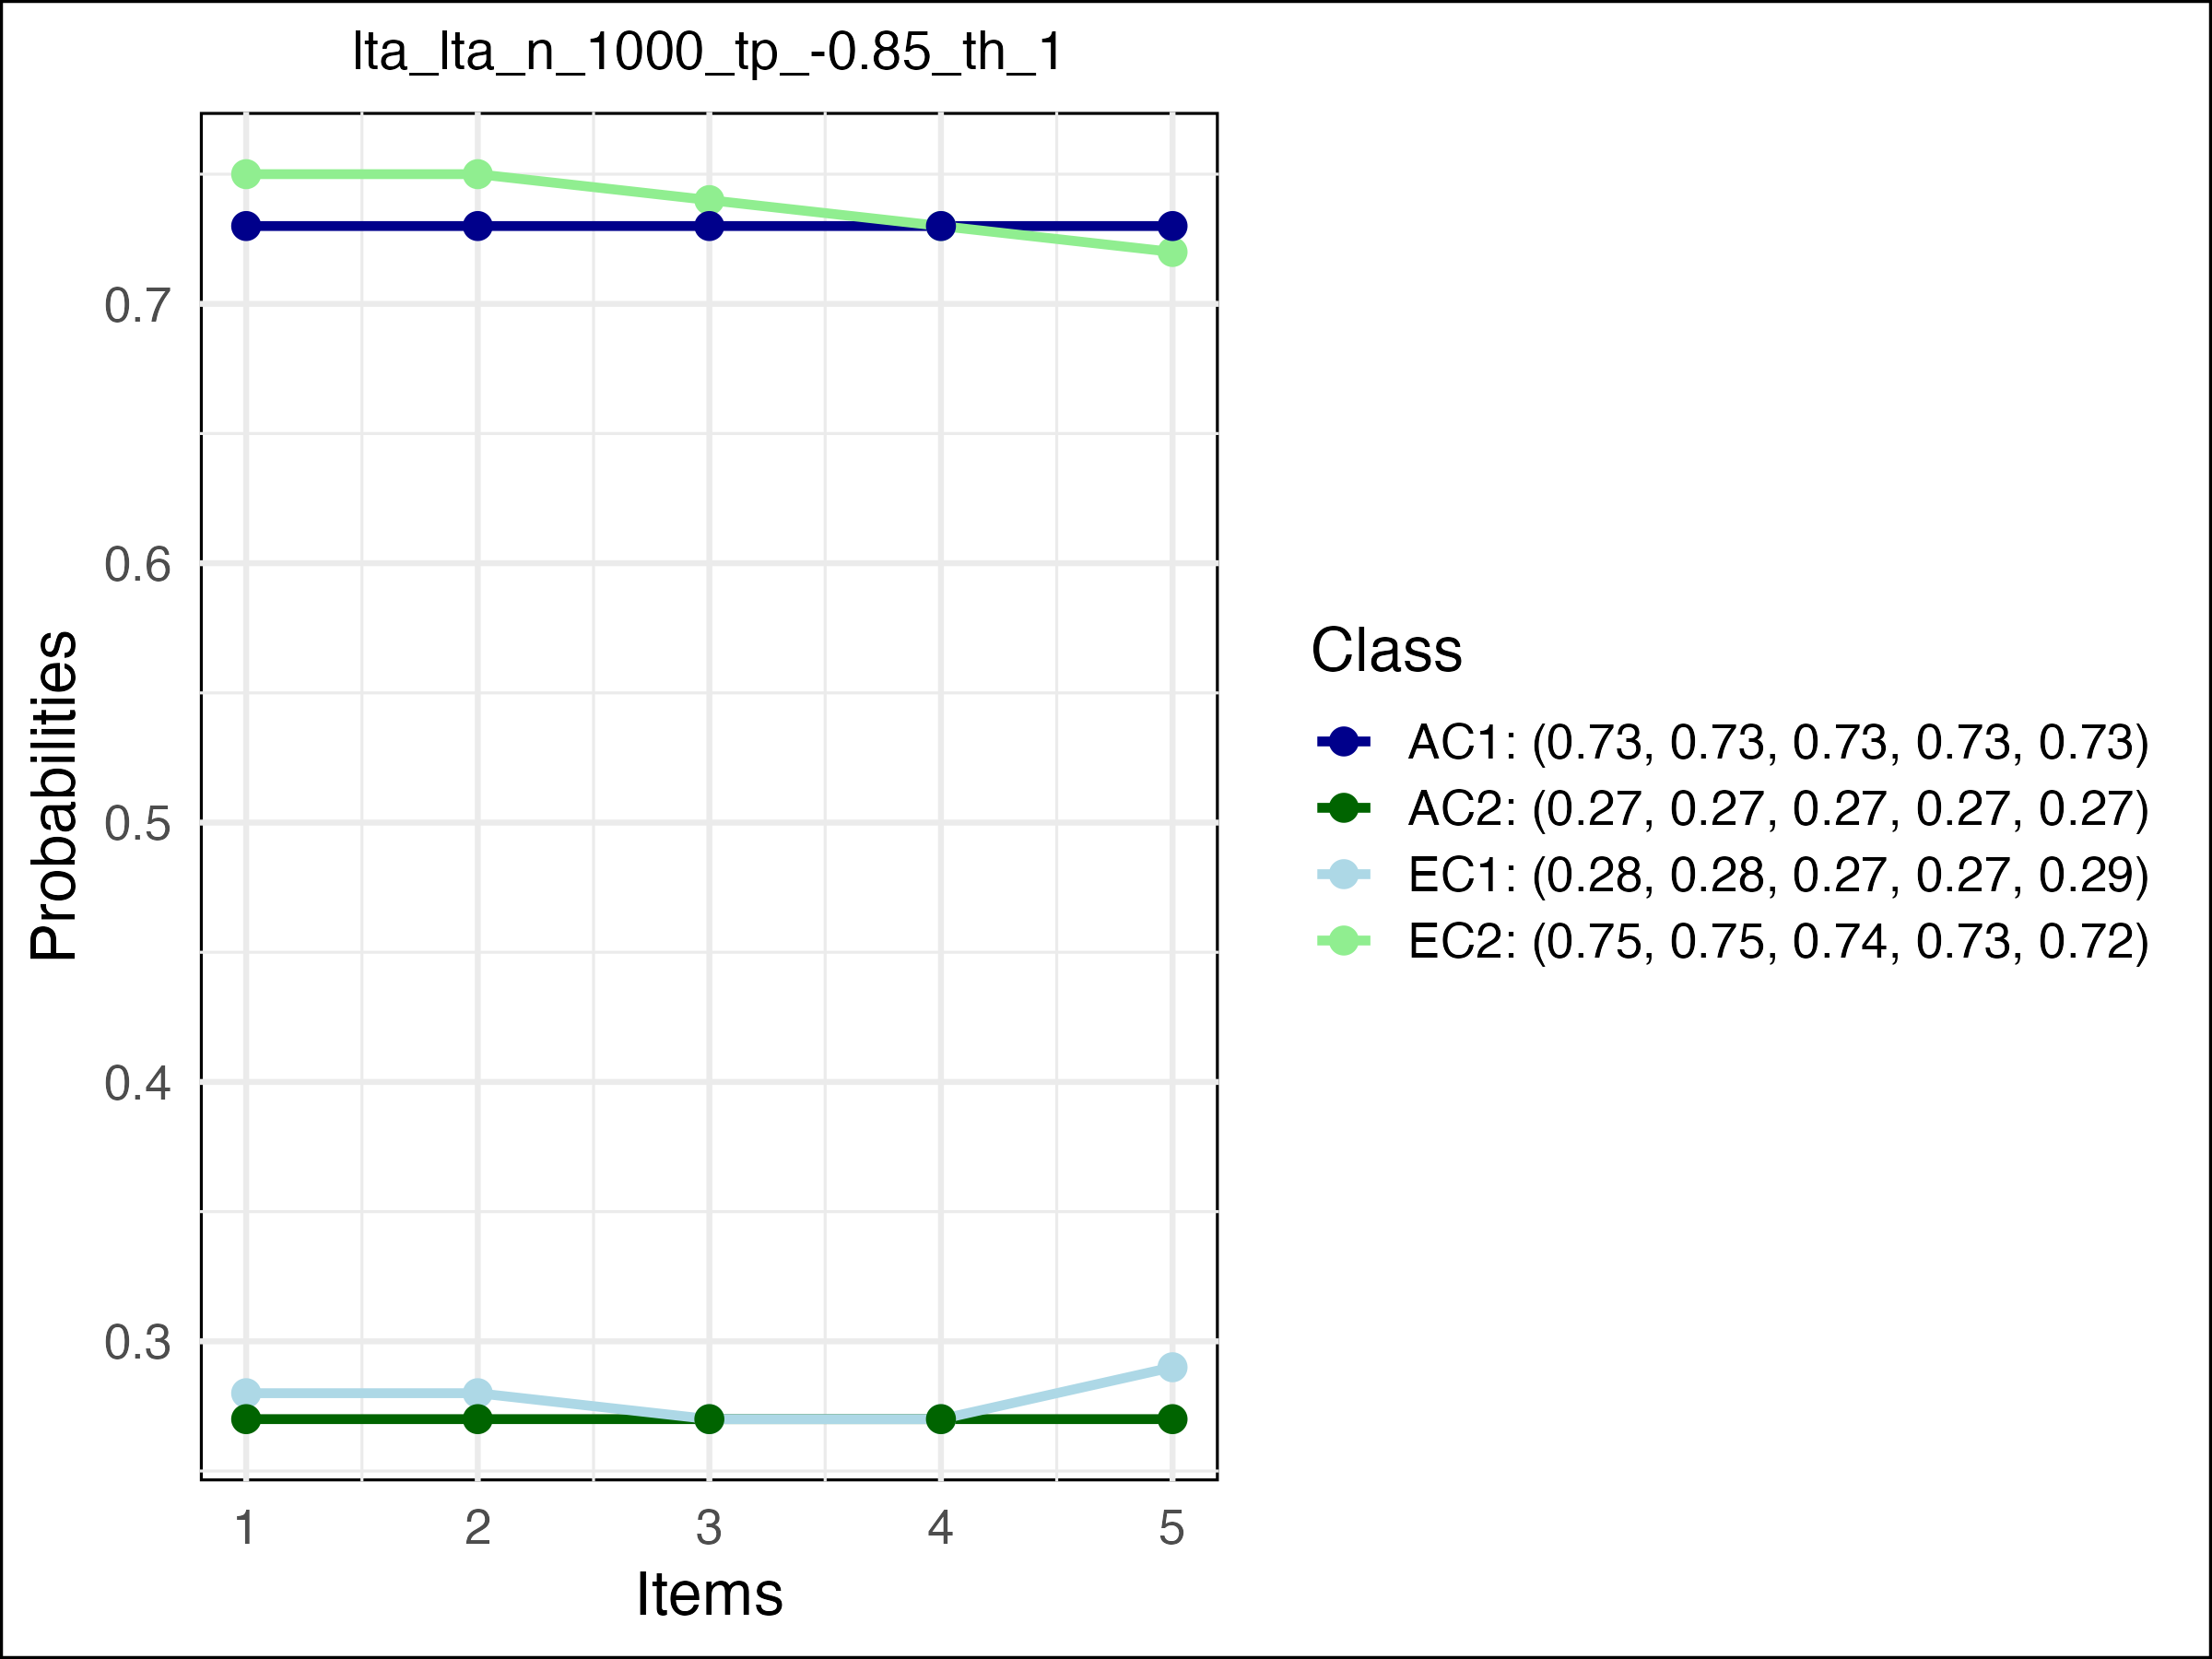 lta_lta_n_1000_tp_-0.85_th_1
Probabilities
0.7
0.6
0.5
0.4
0.3
1 2 3 4 5
Items
Class
AC1: (0.73, 0.73, 0.73, 0.73, 0.73)
AC2: (0.27, 0.27, 0.27, 0.27, 0.27)
EC1: (0.28, 0.28, 0.27, 0.27, 0.29)
EC2: (0.75, 0.75, 0.74, 0.73, 0.72)